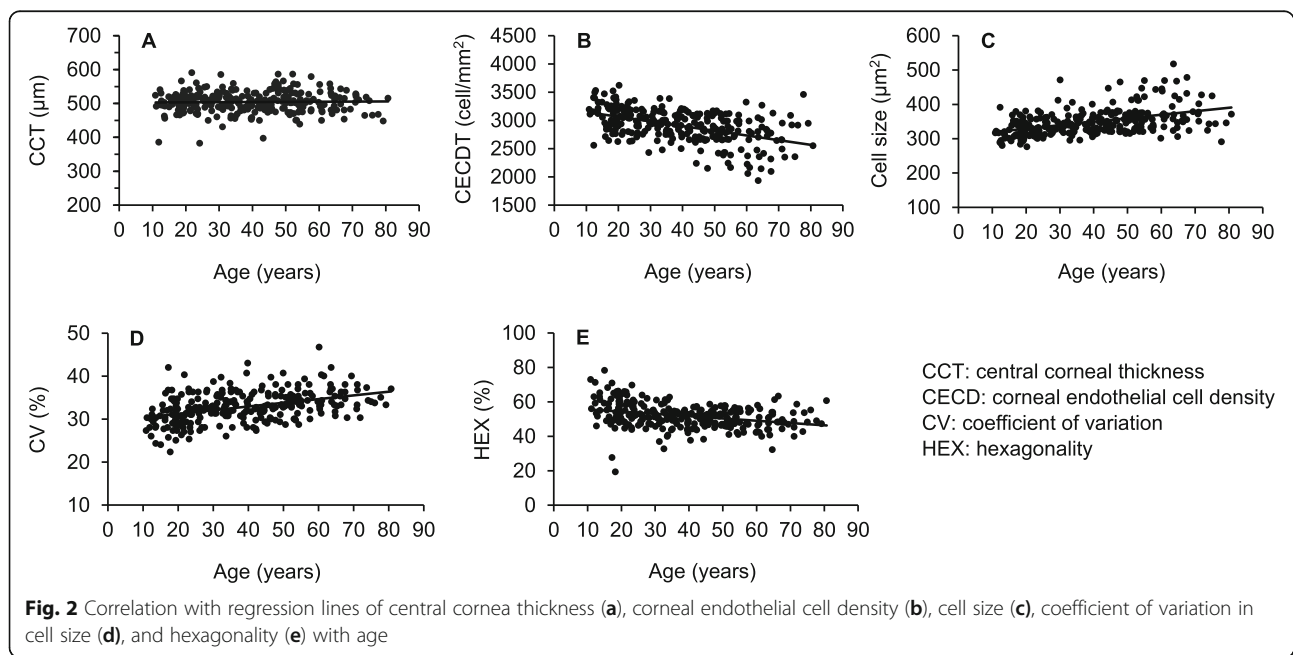 A
CCT (µm)
700
600
500
400
300
200
0 10 20 30 40 50 60 70 80 90
Age (years)
B
CECDT (cell/mm²)
4500
4000
3500
3000
2500
2000
1500
0 10 20 30 40 50 60 70 80 90
Age (years)
C
Cell size (µm²)
600
500
400
300
200
100
0 10 20 30 40 50 60 70 80 90
Age (years)
D
CV (%)
50
40
30
20
10
0 10 20 30 40 50 60 70 80 90
Age (years)
E
HEX (%)
100
80
60
40
20
0
0 10 20 30 40 50 60 70 80 90
Age (years)
CCT: central corneal thickness
CECD: corneal endothelial cell density
CV: coefficient of variation
HEX: hexagonality
Fig. 2 Correlation with regression lines of central cornea thickness (a), corneal endothelial cell density (b), cell size (c), coefficient of variation in
cell size (d), and hexagonality (e) with age